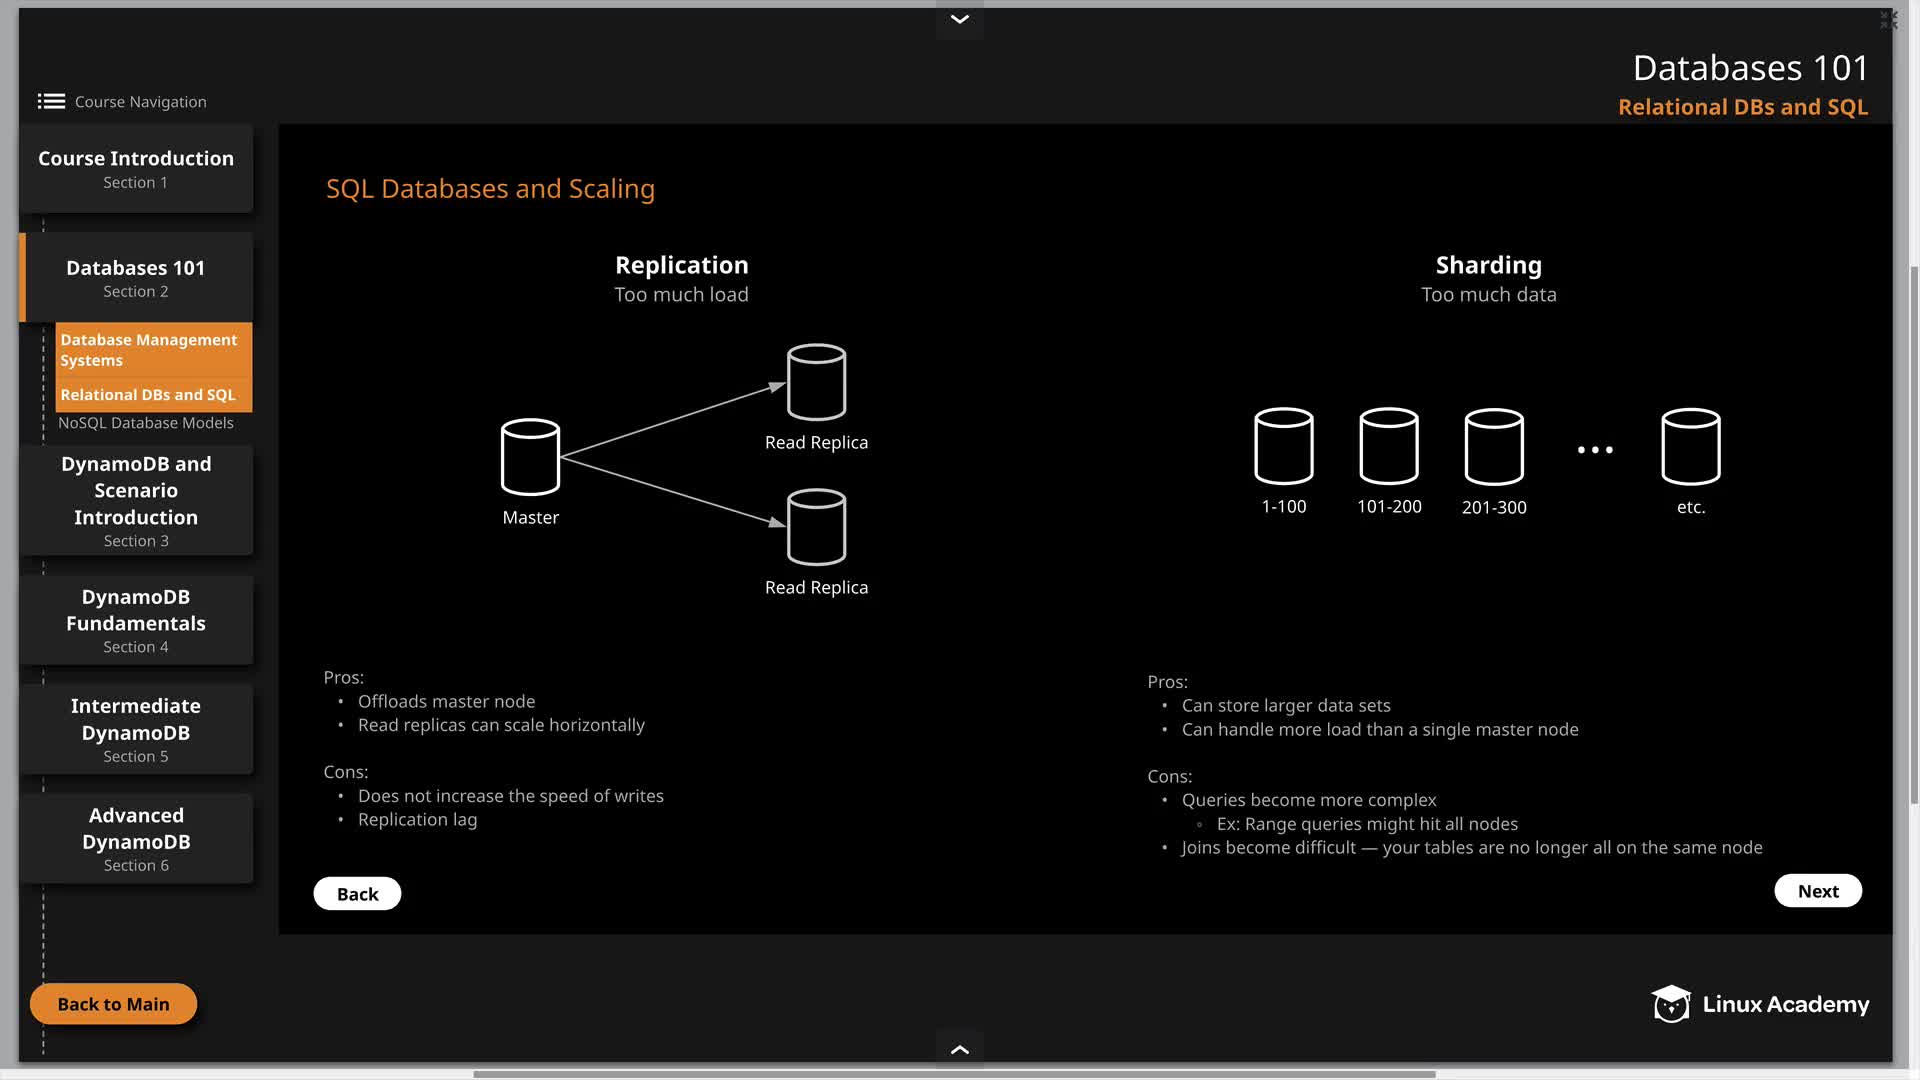 Databases 101
Relational DBs and SQL
Course Navigation
Course Introduction
Section 1
Databases 101
Section 2
Database Management
Systems
Relational DBs and SQL
NoSQL Database Models
DynamoDB and
Scenario
Introduction
Section 3
DynamoDB
Fundamentals
Section 4
Intermediate
DynamoDB
Section 5
Advanced
DynamoDB
Section 6
Back to Main
SQL Databases and Scaling
Replication
Too much load
Master
Read Replica
Read Replica
Pros:
• Offloads master node
• Read replicas can scale horizontally
Cons:
• Does not increase the speed of writes
• Replication lag
Sharding
Too much data
1-100
101-200
201-300
...
etc.
Pros:
• Can store larger data sets
• Can handle more load than a single master node
Cons:
• Queries become more complex
◦ Ex: Range queries might hit all nodes
• Joins become difficult — your tables are no longer all on the same node
Back
Next
Linux Academy